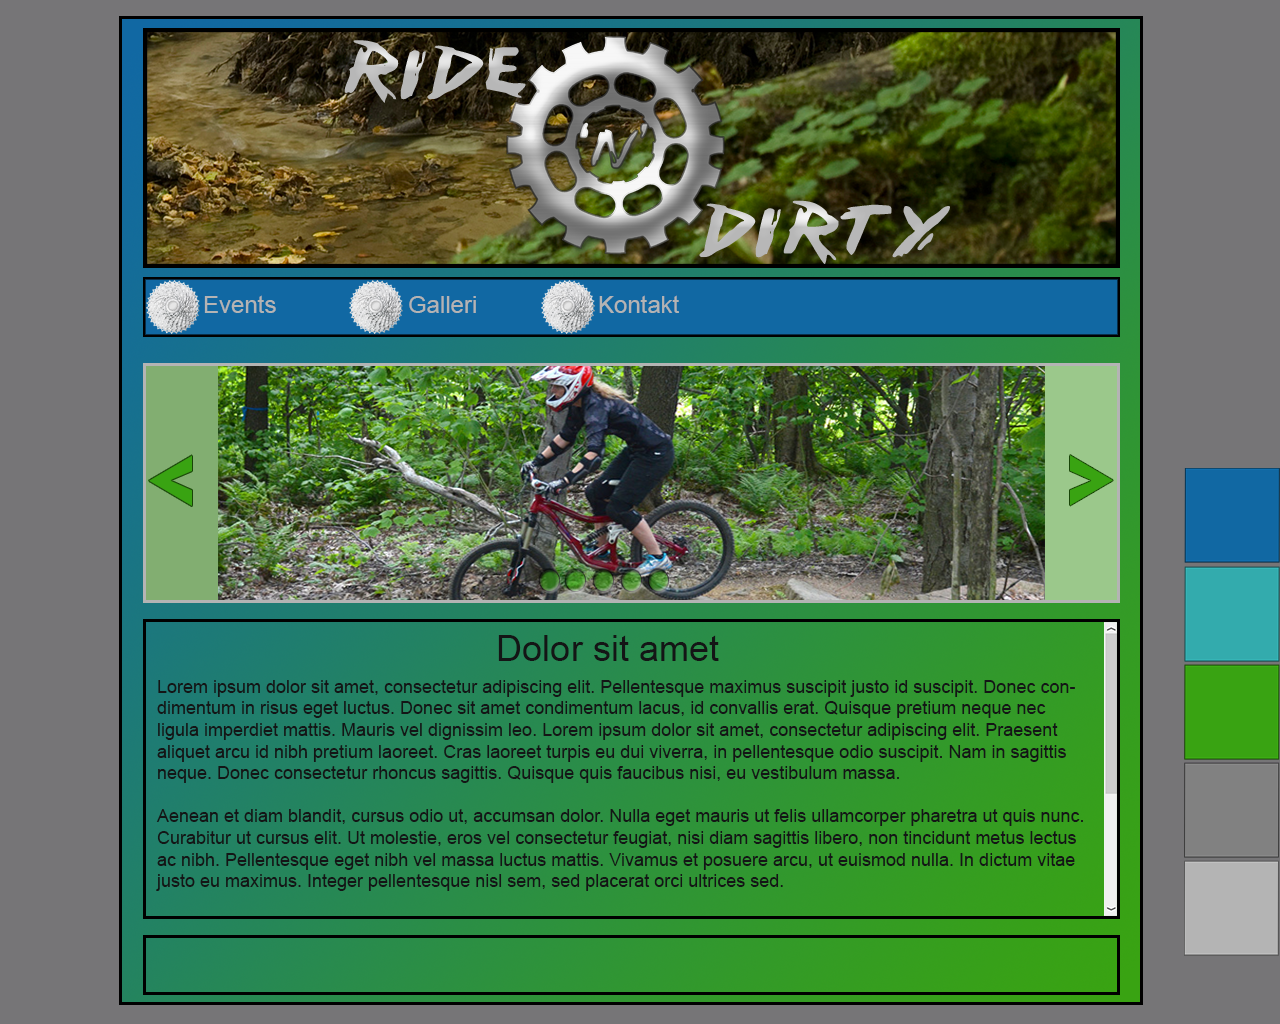 RIDE
'N'
DIRTY
Events Galleri Kontakt
Dolor sit amet
Lorem ipsum dolor sit amet, consectetur adipiscing elit. Pellentesque maximus suscipit justo id suscipit. Donec con-
dimentum in risus eget luctus. Donec sit amet condimentum lacus, id convallis erat. Quisque pretium neque nec
ligula imperdiet mattis. Mauris vel dignissim leo. Lorem ipsum dolor sit amet, consectetur adipiscing elit. Praesent
aliquet arcu id nibh pretium laoreet. Cras laoreet turpis eu dui viverra, in pellentesque odio suscipit. Nam in sagittis
neque. Donec consectetur rhoncus sagittis. Quisque quis faucibus nisi, eu vestibulum massa.
Aenean et diam blandit, cursus odio ut, accumsan dolor. Nulla eget mauris ut felis ullamcorper pharetra ut quis nunc.
Curabitur ut cursus elit. Ut molestie, eros vel consectetur feugiat, nisi diam sagittis libero, non tincidunt metus lectus
ac nibh. Pellentesque eget nibh vel massa luctus mattis. Vivamus et posuere arcu, ut euismod nulla. In dictum vitae
justo eu maximus. Integer pellentesque nisl sem, sed placerat orci ultrices sed.